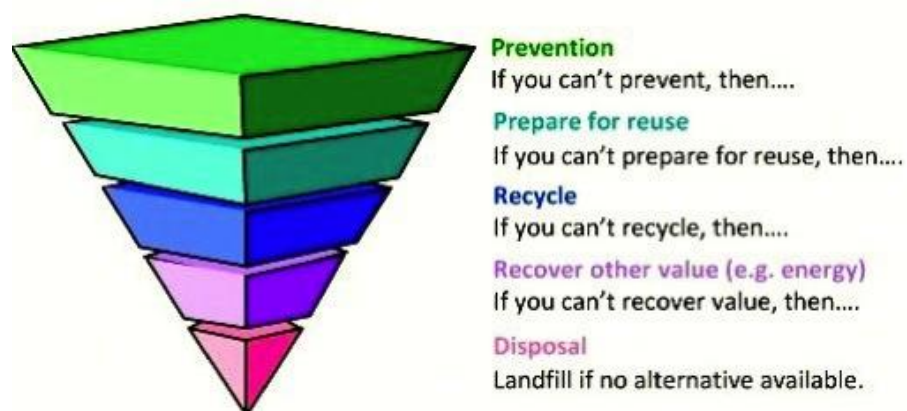 Prevention
If you can't prevent, then....
Prepare for reuse
If you can't prepare for reuse, then....
Recycle
If you can't recycle, then....
Recover other value (e.g. energy)
If you can't recover value, then....
Disposal
Landfill if no alternative available.